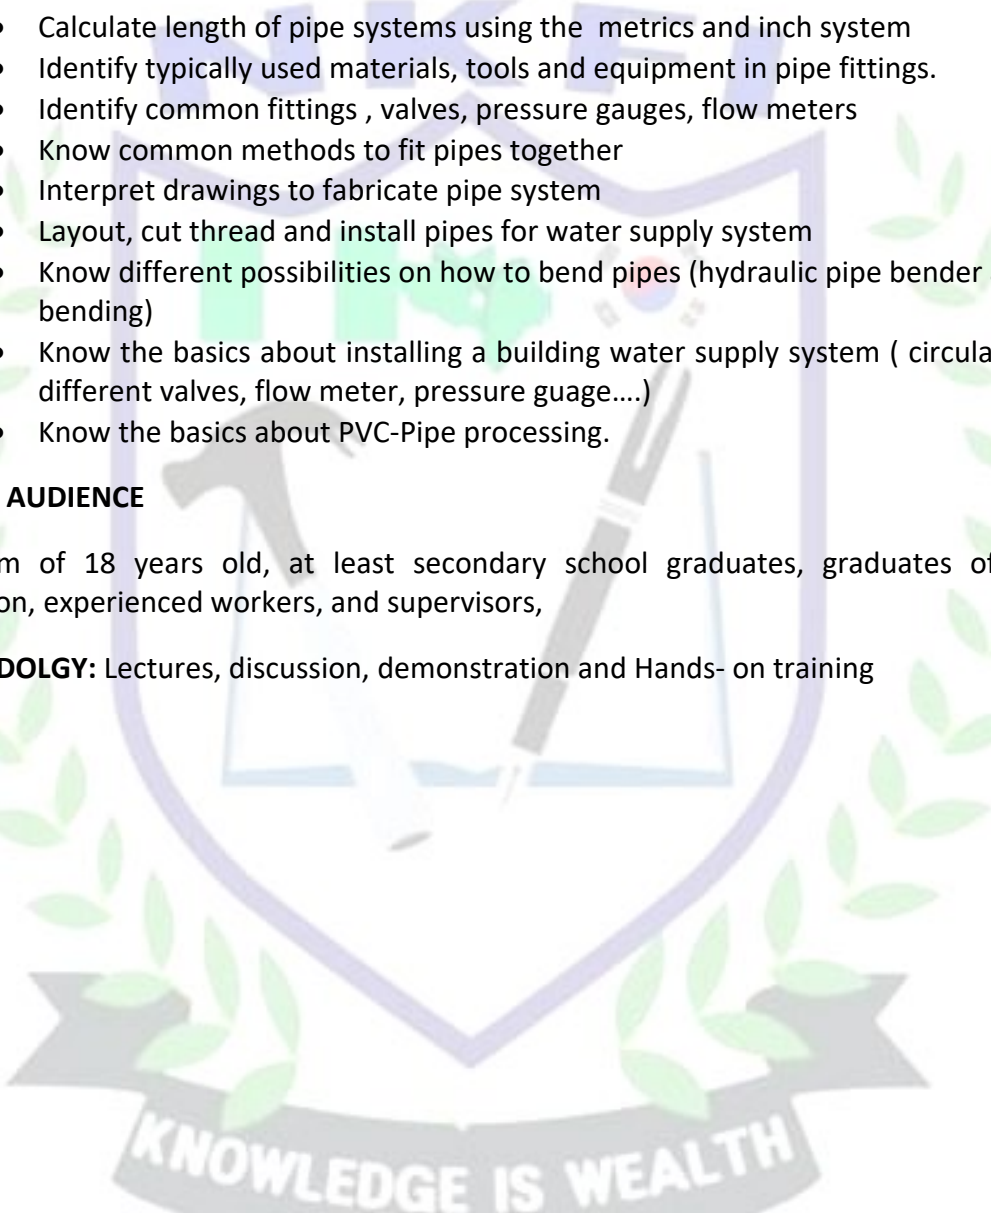 NKFI
• Calculate length of pipe systems using the metrics and inch system
• Identify typically used materials, tools and equipment in pipe fittings.
• Identify common fittings , valves, pressure gauges, flow meters
• Know common methods to fit pipes together
• Interpret drawings to fabricate pipe system
• Layout, cut thread and install pipes for water supply system
• Know different possibilities on how to bend pipes (hydraulic pipe bender
bending)
• Know the basics about installing a building water supply system ( circula
different valves, flow meter, pressure guage….)
• Know the basics about PVC-Pipe processing.
AUDIENCE
m of 18 years old, at least secondary school graduates, graduates of
on, experienced workers, and supervisors,
DOLGY: Lectures, discussion, demonstration and Hands- on training
KNOWLEDGE IS WEALTH